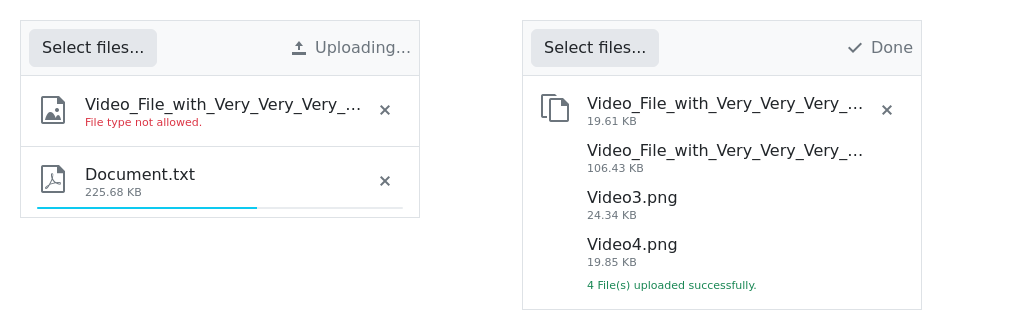 Select files...
Uploading...
Video_File_with_Very_Very_Very_...
File type not allowed.
Document.txt
225.68 KB
Select files...
Done
Video_File_with_Very_Very_Very_...
19.61 KB
Video_File_with_Very_Very_Very_...
106.43 KB
Video3.png
24.34 KB
Video4.png
19.85 KB
4 File(s) uploaded successfully.